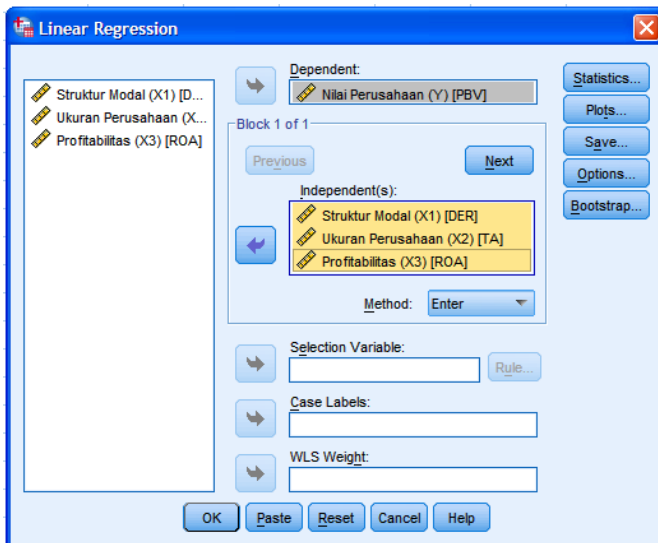 Linear Regression
Struktur Modal (X1) [D...
Ukuran Perusahaan (X...
Profitabilitas (X3) [ROA]
Dependent:
Nilai Perusahaan (Y) [PBV]
Block 1 of 1
Previous
Next
Independent(s):
Struktur Modal (X1) [DER]
Ukuran Perusahaan (X2) [TA]
Profitabilitas (X3) [ROA]
Method:
Enter
Selection Variable:
Rule...
Case Labels:
WLS Weight:
Statistics...
Plots...
Save...
Options...
Bootstrap...
OK
Paste
Reset
Cancel
Help